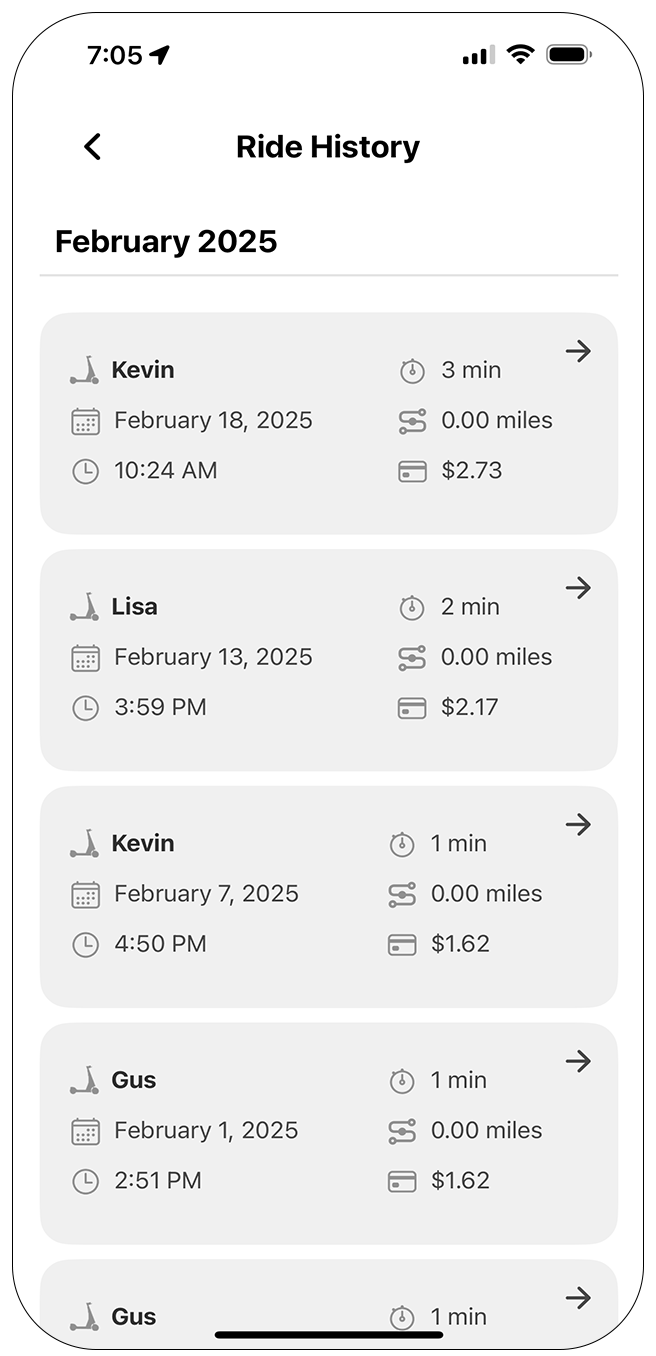 7:05
Ride History
February 2025
Kevin
3 min
February 18, 2025
0.00 miles
10:24 AM
$2.73
Lisa
2 min
February 13, 2025
0.00 miles
3:59 PM
$2.17
Kevin
1 min
February 7, 2025
0.00 miles
4:50 PM
$1.62
Gus
1 min
February 1, 2025
0.00 miles
2:51 PM
$1.62
Gus
1 min